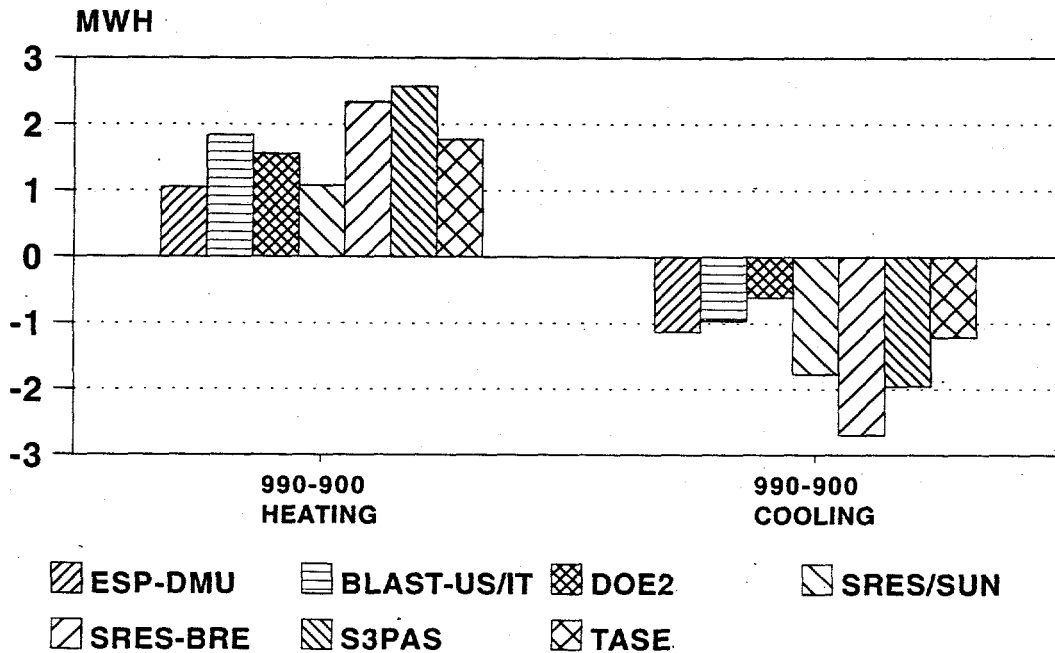 MWH
3
2
1
0
-1
-2
-3
990-900
HEATING
990-900
COOLING
ESP-DMU
BLAST-US/IT
DOE2
SRES/SUN
SRES-BRE
S3PAS
TASE